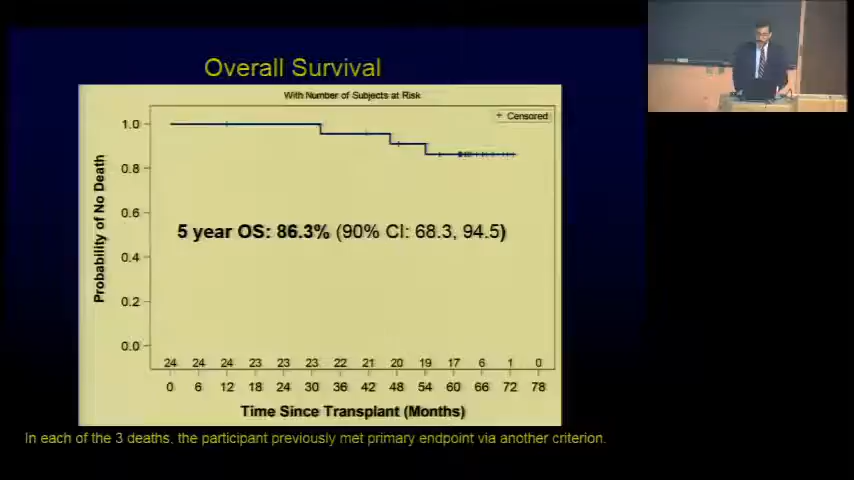 Overall Survival
With Number of Subjects at Risk
+ Censored
Probability of No Death
1.0
0.8
0.6
0.4
0.2
0.0
5 year OS: 86.3% (90% CI: 68.3, 94.5)
24 24 24 23 23 23 22 21 20 19 17 6 1 0
0 6 12 18 24 30 36 42 48 54 60 66 72 78
Time Since Transplant (Months)
In each of the 3 deaths, the participant previously met primary endpoint via another criterion.